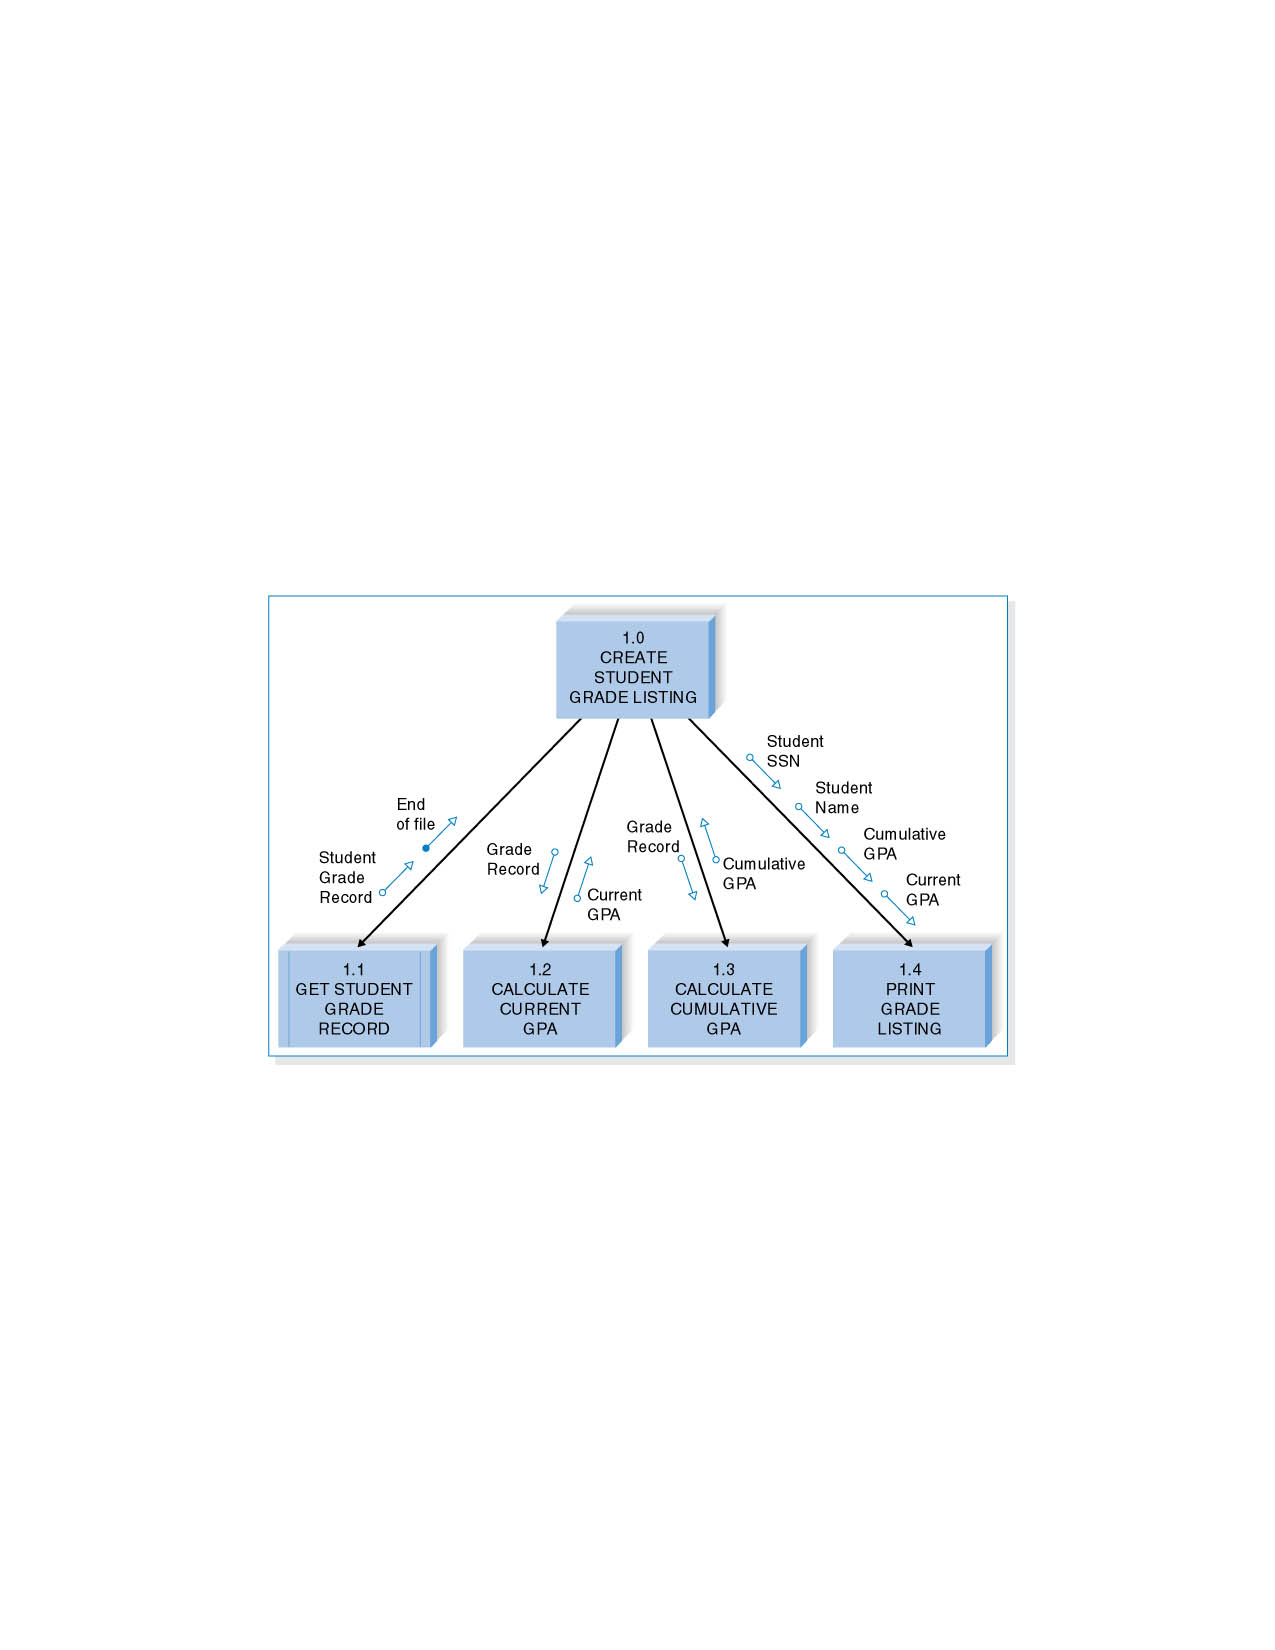 1.0
CREATE
STUDENT
GRADE LISTING
Student
SSN
Student
Name
Cumulative
GPA
Current
GPA
End
of file
Student
Grade
Record
Grade
Record
Current
GPA
Grade
Record
Cumulative
GPA
1.1
GET STUDENT
GRADE
RECORD
1.2
CALCULATE
CURRENT
GPA
1.3
CALCULATE
CUMULATIVE
GPA
1.4
PRINT
GRADE
LISTING